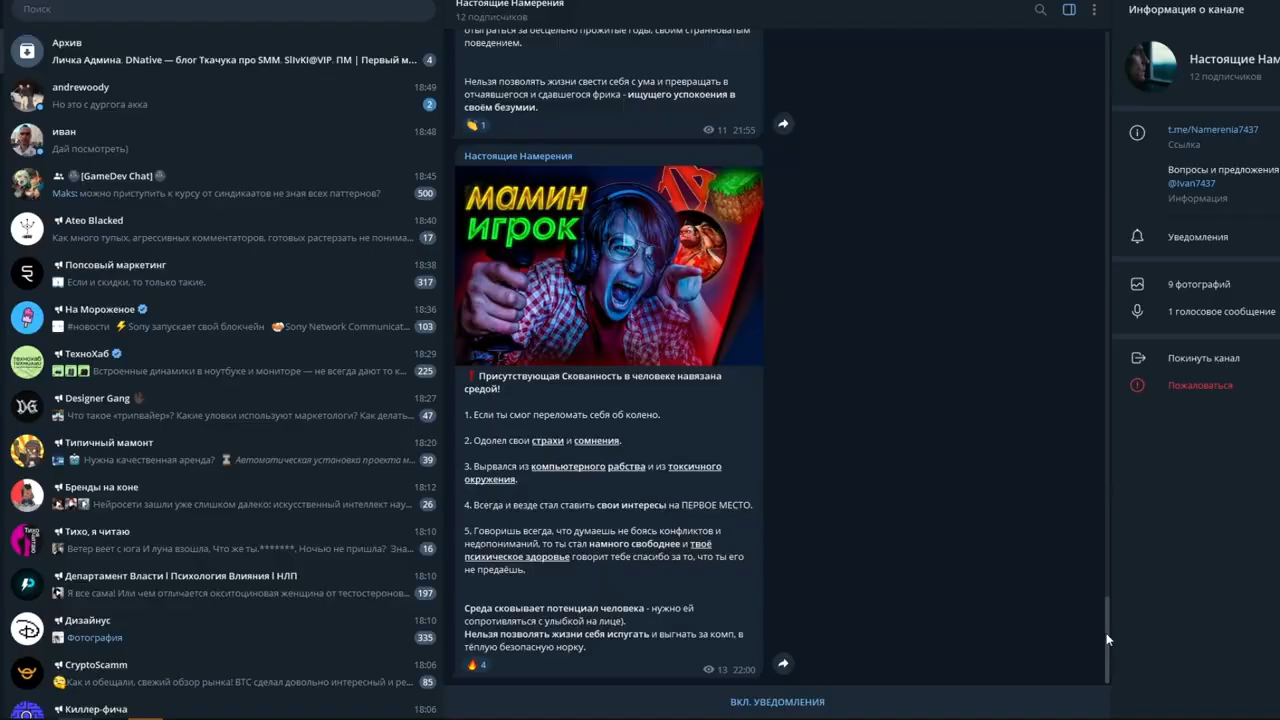 Поиск
Архив
Личка Админа. DNative — блог Ткачука про SMM. SlIvKI@VIP. ПМ | Первый м...
4
andrewoody
18:49
Но это с дургога акка
2
иван
18:48
Дай посмотреть)
[GameDev Chat]
18:45
Maks: можно приступить к курсу от синдикаатов не зная всех паттернов?
500
Ateo Blacked
18:40
Как много тупых, агрессивных комментаторов, готовых растерзать не понима...
17
Попсовый маркетинг
18:38
Если и скидки, то только такие.
317
На Мороженое
18:36
#новости ⚡Sony запускает свой блокчейн 🤝Sony Network Communicat...
103
ТехноХаб
18:29
Встроенные динамики в ноутбуке и мониторе — не всегда дают то к...
225
Designer Gang
18:27
Что такое «трипвайер»? Какие уловки используют маркетологи? Как делать...
47
Типичный мамонт
18:20
Нужна качественная аренда? ⏳ Автоматическая установка проекта м...
39
Бренды на коне
18:12
Нейросети зашли уже слишком далеко: искусственный интеллект нау...
26
Тихо, я читаю
18:10
Ветер веет с юга И луна взошла, Что же ты,*******, Ночью не пришла? Зна...
16
Департамент Власти l Психология Влияния l НЛП
18:10
Я все сама! Или чем отличается окситоциновая женщина от тестостеронов...
197
Дизайнус
18:10
Фотография
335
CryptoScamm
18:06
Как и обещали, свежий обзор рынка! BTC сделал довольно интересный и ре...
85
Киллер-фича
18:06
Настоящие Намерения
12 подписчиков
отыграться за бесцельно прожитые годы, своим странноватым
поведением.
Нельзя позволять жизни свести себя с ума и превращать в
отчаявшегося и сдавшегося фрика - ищущего успокоения в
своём безумии.
👏 1
11 21:55
Настоящие Намерения
МАМИН
ИГРОК
❗ Присутствующая Скованность в человеке навязана
средой!
1. Если ты смог переломать себя об колено.
2. Одолел свои страхи и сомнения.
3. Вырвался из компьютерного рабства и из токсичного
окружения.
4. Всегда и везде стал ставить свои интересы на ПЕРВОЕ МЕСТО.
5. Говоришь всегда, что думаешь не боясь конфликтов и
недопониманий, то ты стал намного свободнее и твоё
психическое здоровье говорит тебе спасибо за то, что ты его
не предаёшь.
Среда сковывает потенциал человека - нужно ей
сопротивляться с улыбкой на лице).
Нельзя позволять жизни себя испугать и выгнать за комп, в
тёплую безопасную норку.
🔥 4
13 22:00
ВКЛ. УВЕДОМЛЕНИЯ
Информация о канале
Настоящие Нам
12 подписчиков
t.me/Namerenia7437
Ссылка
Вопросы и предложения
@Ivan7437
Информация
Уведомления
9 фотографий
1 голосовое сообщение
Покинуть канал
Пожаловаться